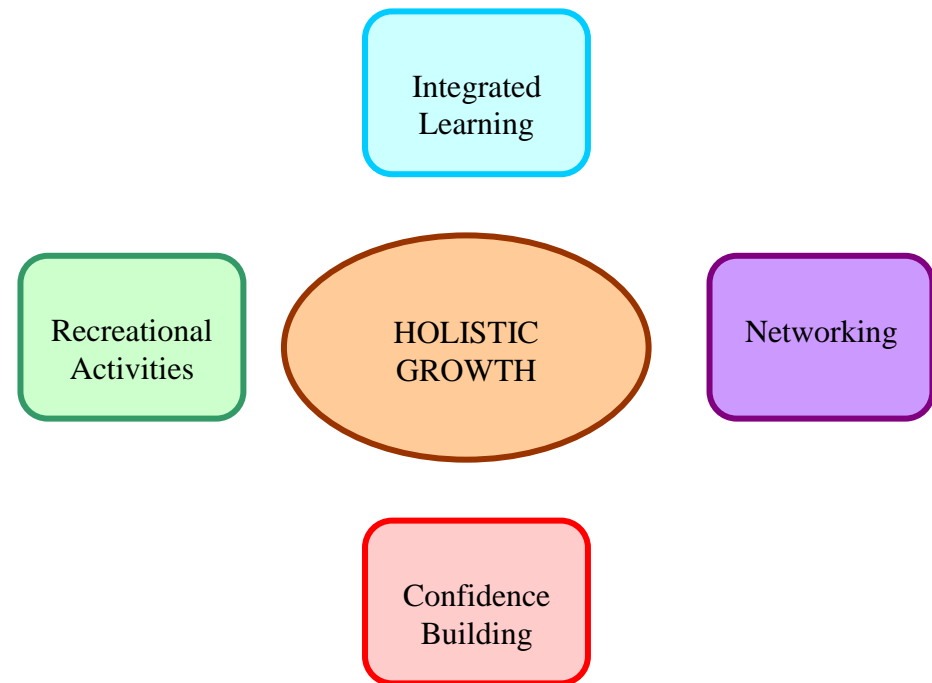 Integrated
Learning
Recreational
Activities
HOLISTIC
GROWTH
Networking
Confidence
Building